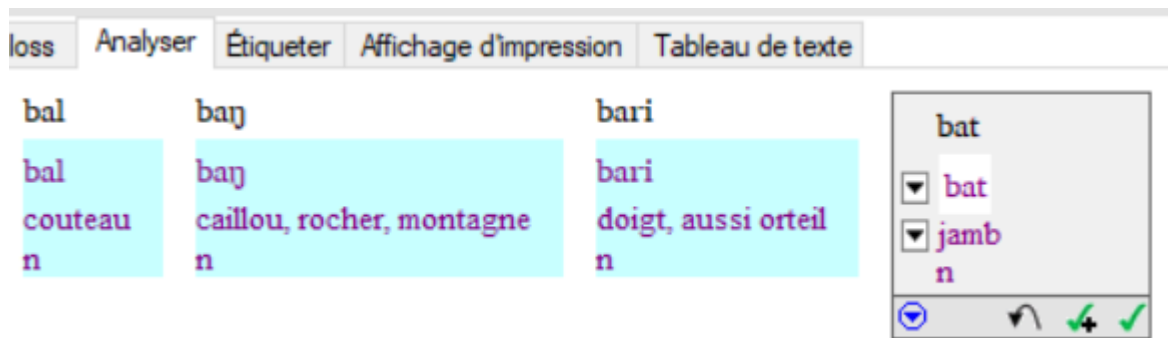 loss Analyser Étiqueter Affichage d'impression Tableau de texte
bal baŋ bari bat
bal baŋ bari bat
couteau caillou, rocher, montagne doigt, aussi orteil jamb
n n n n